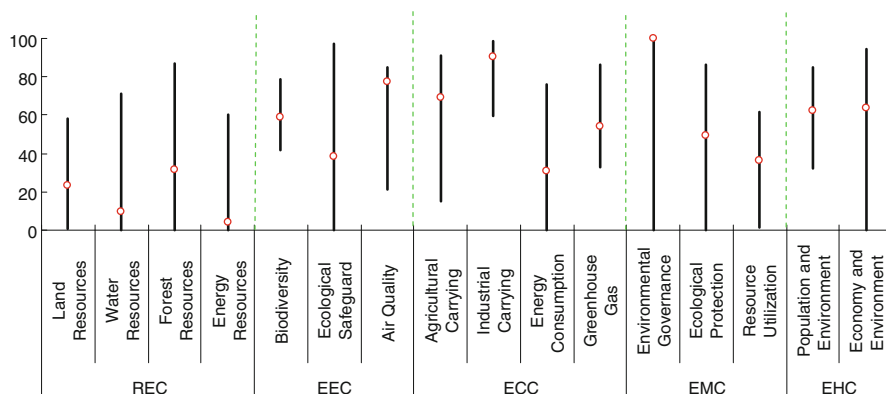 100
80
60
40
20
0
Land
Resources
Water
Resources
Forest
Resources
Energy
Resources
Biodiversity
Ecological
Safeguard
Air Quality
Agricultural
Carrying
Industrial
Carrying
Energy
Consumption
Greenhouse
Gas
Environmental
Governance
Ecological
Protection
Resource
Utilization
Population and
Environment
Economy and
Environment
REC
EEC
ECC
EMC
EHC